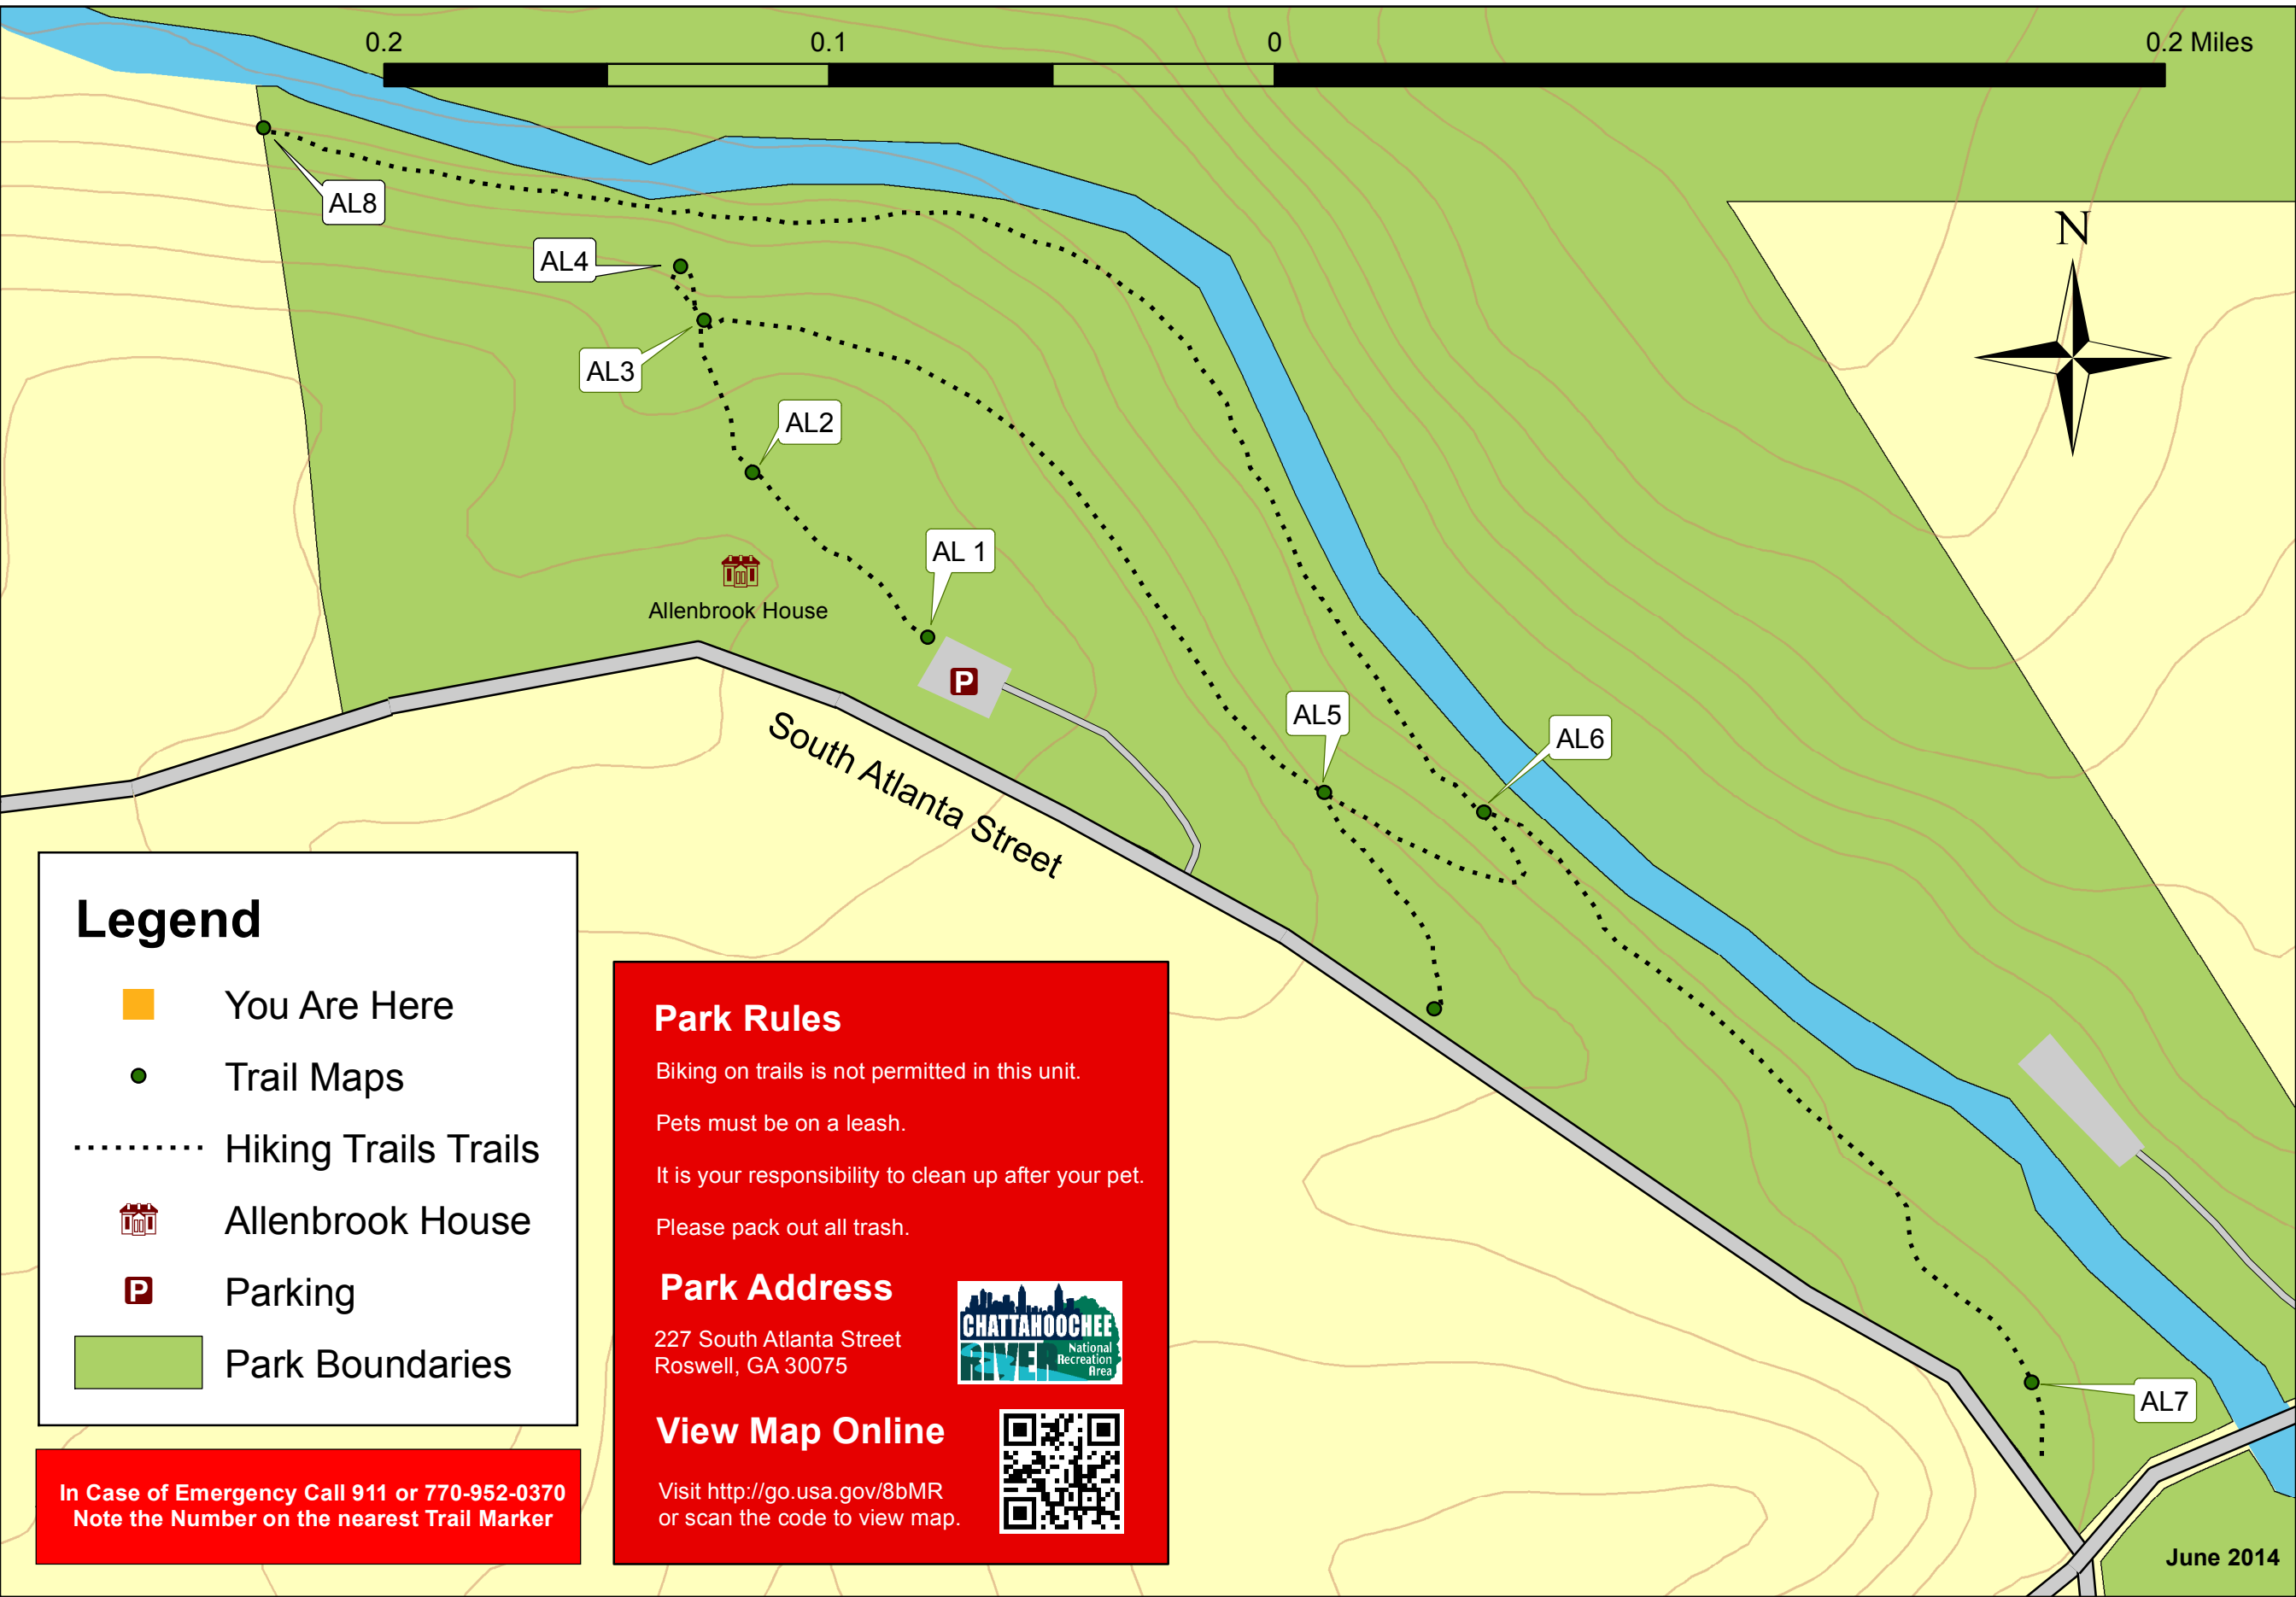 0.2 0.1 0 0.2 Miles
N
AL8
AL4
AL3
AL2
AL 1
AL5
AL6
AL7
Allenbrook House
P
South Atlanta Street
Legend
You Are Here
Trail Maps
Hiking Trails Trails
Allenbrook House
P Parking
Park Boundaries
In Case of Emergency Call 911 or 770-952-0370
Note the Number on the nearest Trail Marker
Park Rules
Biking on trails is not permitted in this unit.
Pets must be on a leash.
It is your responsibility to clean up after your pet.
Please pack out all trash.
Park Address
227 South Atlanta Street
Roswell, GA 30075
CHATTAHOOCHEE
RIVER
National
Recreation
Area
View Map Online
Visit http://go.usa.gov/8bMR
or scan the code to view map.
June 2014